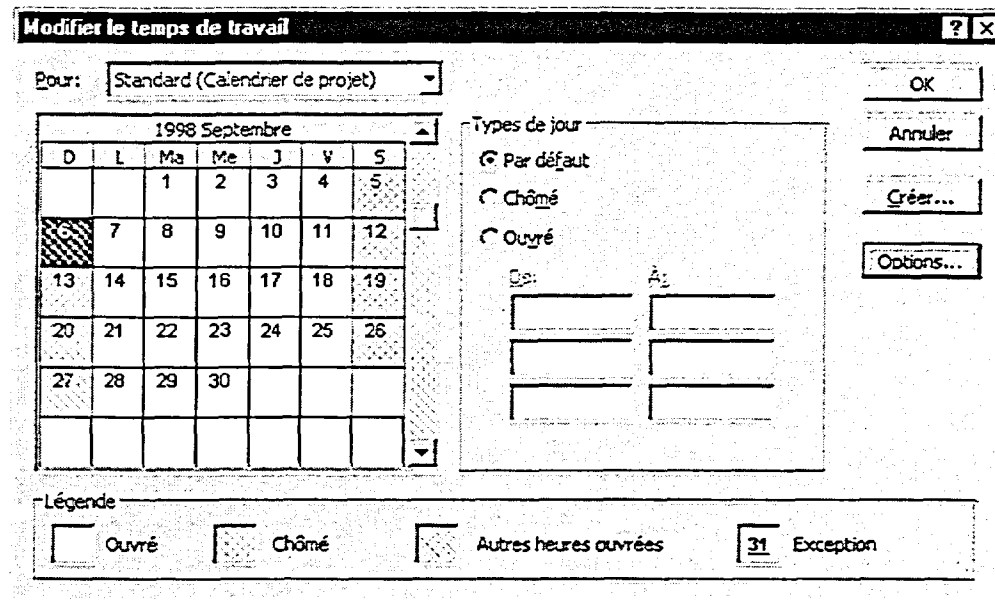 Modifier le temps de travail
Pour: Standard (Calendrier de projet)
OK
Annuler
Créer...
Options...
1998 Septembre
D L Ma Me J V S
1 2 3 4 5
6 7 8 9 10 11 12
13 14 15 16 17 18 19
20 21 22 23 24 25 26
27 28 29 30
Types de jour
Par défaut
Chômé
Ouvré
De: À:
Légende
Ouvré Chômé Autres heures ouvrées 31 Exception